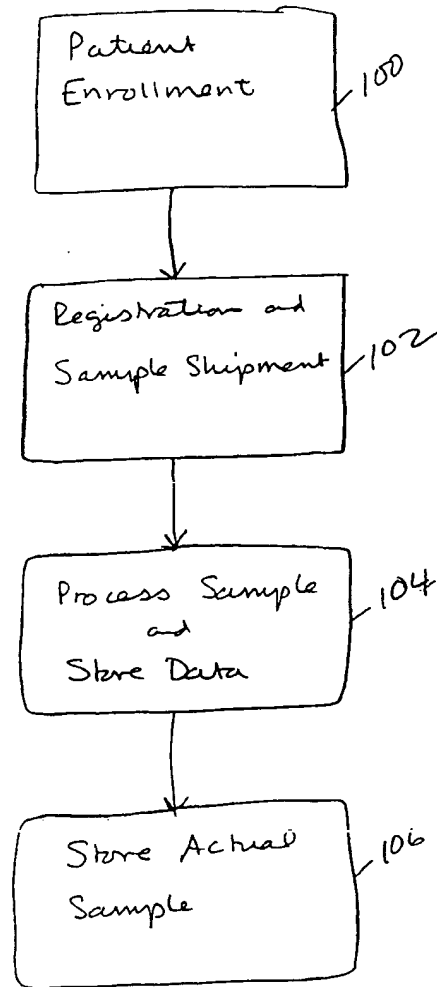 Patient
Enrollment
100
Registration and
Sample Shipment
102
Process Sample
and
Store Data
104
Store Actual
Sample
106